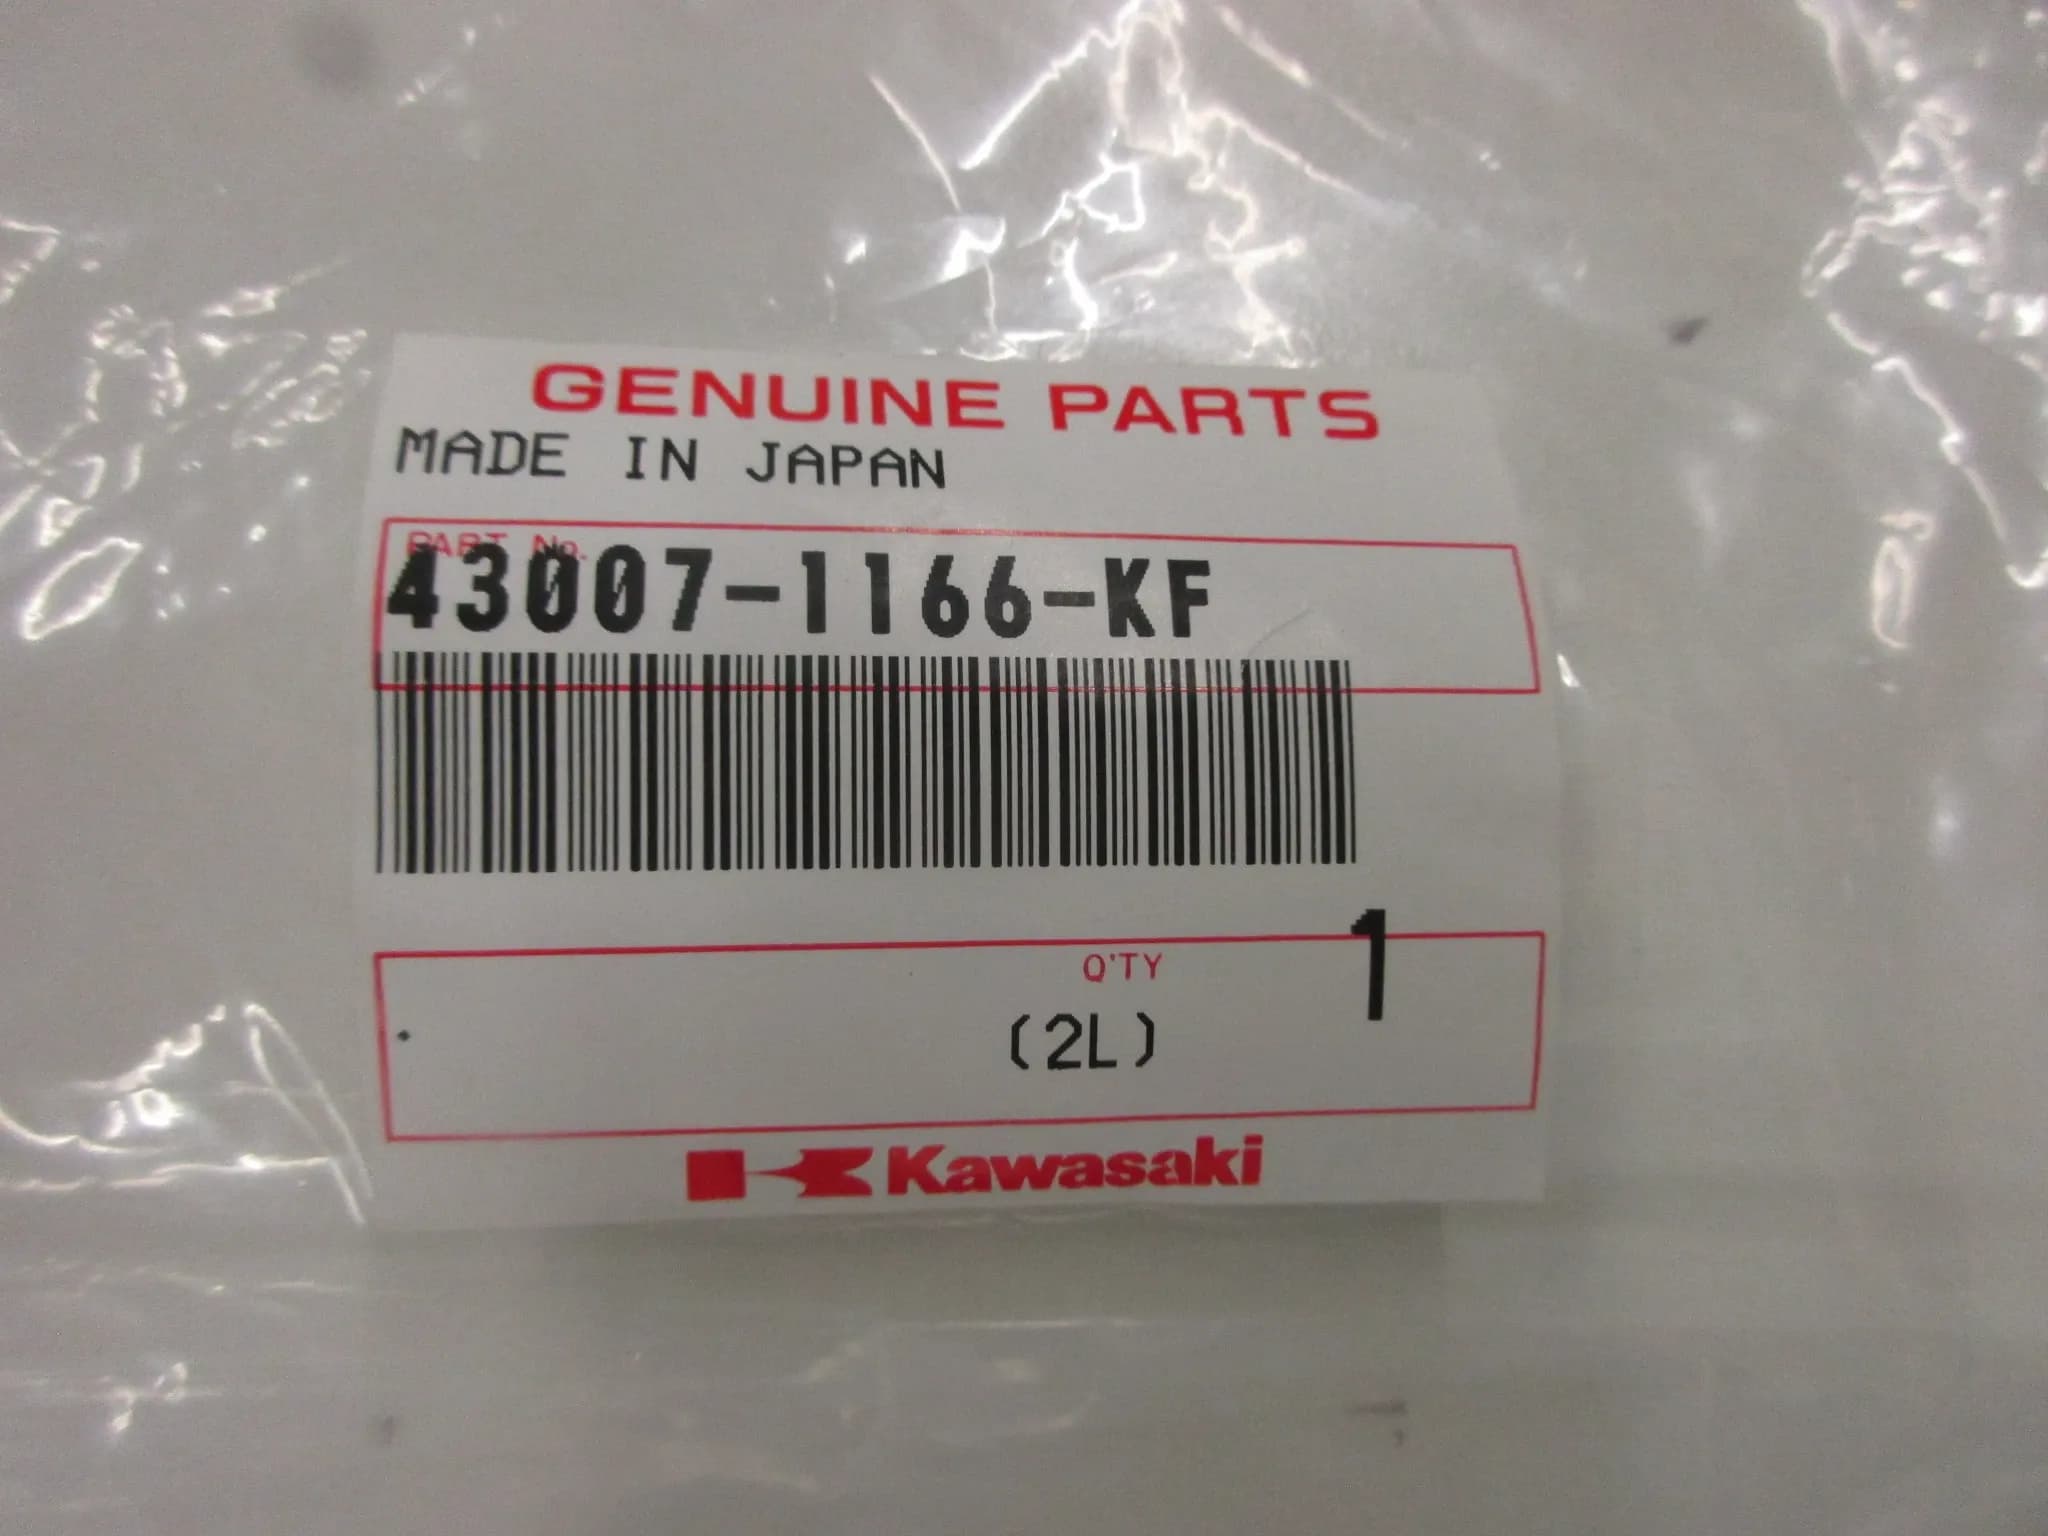 GENUINE PARTS
MADE IN JAPAN
PART No.
43007-1166-KF
1
Q'TY
(2L)
Kawasaki